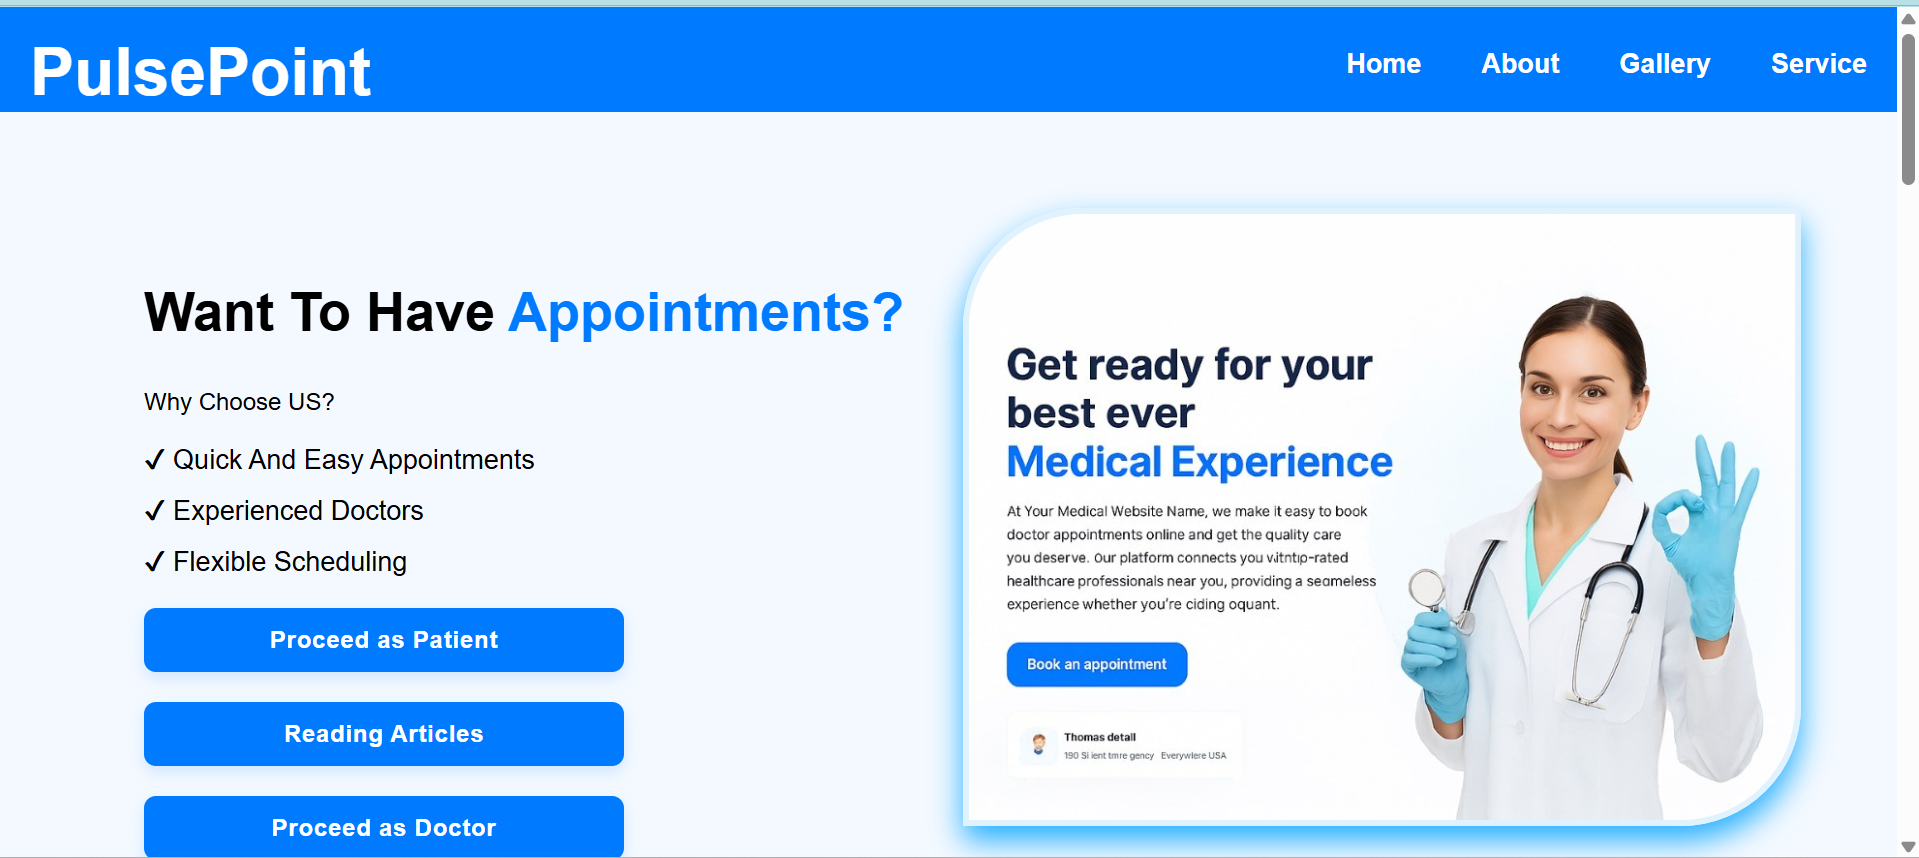 PulsePoint
Home
About
Gallery
Service
Want To Have Appointments?
Why Choose US?
✓ Quick And Easy Appointments
✓ Experienced Doctors
✓ Flexible Scheduling
Proceed as Patient
Reading Articles
Proceed as Doctor
Get ready for your
best ever
Medical Experience
At Your Medical Website Name, we make it easy to book
doctor appointments online and get the quality care
you deserve. Our platform connects you vitntıp-rated
healthcare professionals near you, providing a seameless
experience whether you're ciding oquant.
Book an appointment
Thomas detall
190 Si ient tmre gency Everywlere USA